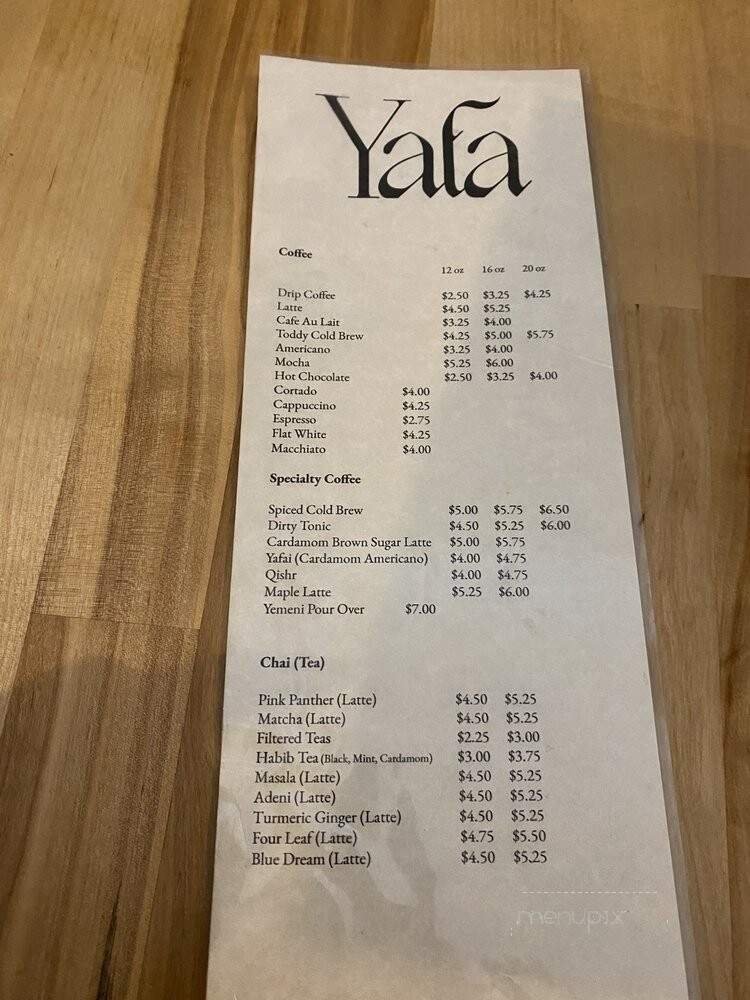 Yafa
Coffee
12 oz 16 oz 20 oz
Drip Coffee $2.50 $3.25 $4.25
Latte $4.50 $5.25
Cafe Au Lait $3.25 $4.00
Toddy Cold Brew $4.25 $5.00 $5.75
Americano $3.25 $4.00
Mocha $5.25 $6.00
Hot Chocolate $2.50 $3.25 $4.00
Cortado $4.00
Cappuccino $4.25
Espresso $2.75
Flat White $4.25
Macchiato $4.00
Specialty Coffee
Spiced Cold Brew $5.00 $5.75 $6.50
Dirty Tonic $4.50 $5.25 $6.00
Cardamom Brown Sugar Latte $5.00 $5.75
Yafai (Cardamom Americano) $4.00 $4.75
Qishr $4.00 $4.75
Maple Latte $5.25 $6.00
Yemeni Pour Over $7.00
Chai (Tea)
Pink Panther (Latte) $4.50 $5.25
Matcha (Latte) $4.50 $5.25
Filtered Teas $2.25 $3.00
Habib Tea (Black, Mint, Cardamom) $3.00 $3.75
Masala (Latte) $4.50 $5.25
Adeni (Latte) $4.50 $5.25
Turmeric Ginger (Latte) $4.50 $5.25
Four Leaf (Latte) $4.75 $5.50
Blue Dream (Latte) $4.50 $5.25
menupix